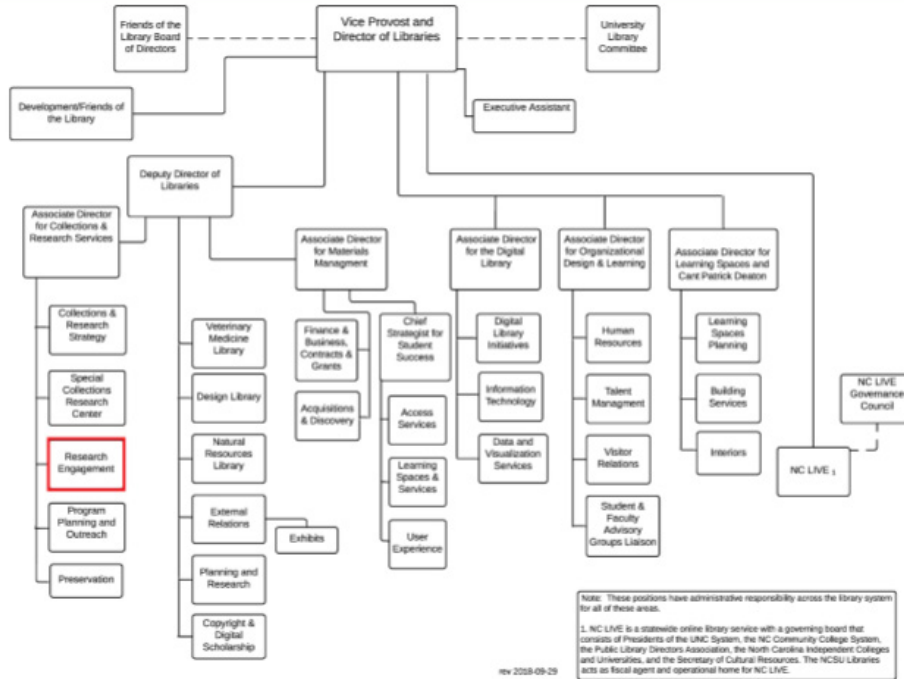 Friends of the
Library Board
of Directors
Vice Provost and
Director of Libraries
University
Library
Committee
Development/Friends of
the Library
Executive Assistant
Deputy Director of
Libraries
Associate Director
for Collections &
Research Services
Associate Director
for Materials
Managment
Associate Director
for the Digital
Library
Associate Director
for Organizational
Design & Learning
Associate Director for
Learning Spaces and
Cant Patrick Deaton
Collections &
Research
Strategy
Special
Collections
Research
Center
Research
Engagement
Program
Planning and
Outreach
Preservation
Veterinary
Medicine
Library
Design Library
Natural
Resources
Library
External
Relations
Exhibits
Planning and
Research
Copyright &
Digital
Scholarship
Finance &
Business,
Contracts &
Grants
Acquisitions
& Discovery
Chief
Strategist for
Student
Success
Access
Services
Learning
Spaces &
Services
User
Experience
Digital
Library
Initiatives
Information
Technology
Data and
Visualization
Services
Human
Resources
Talent
Managment
Visitor
Relations
Student &
Faculty
Advisory
Groups Liaison
Learning
Spaces
Planning
Building
Services
Interiors
NC LIVE
Governance
Council
NC LIVE 1
Note: These positions have administrative responsibility across the library system
for all of these areas.
1. NC LIVE is a statewide online library service with a governing board that
consists of Presidents of the UNC System, the NC Community College System,
the Public Library Directors Association, the North Carolina Independent Colleges
and Universities, and the Secretary of Cultural Resources. The NCSU Libraries
acts as fiscal agent and operational home for NC LIVE.
rev 2018-09-29